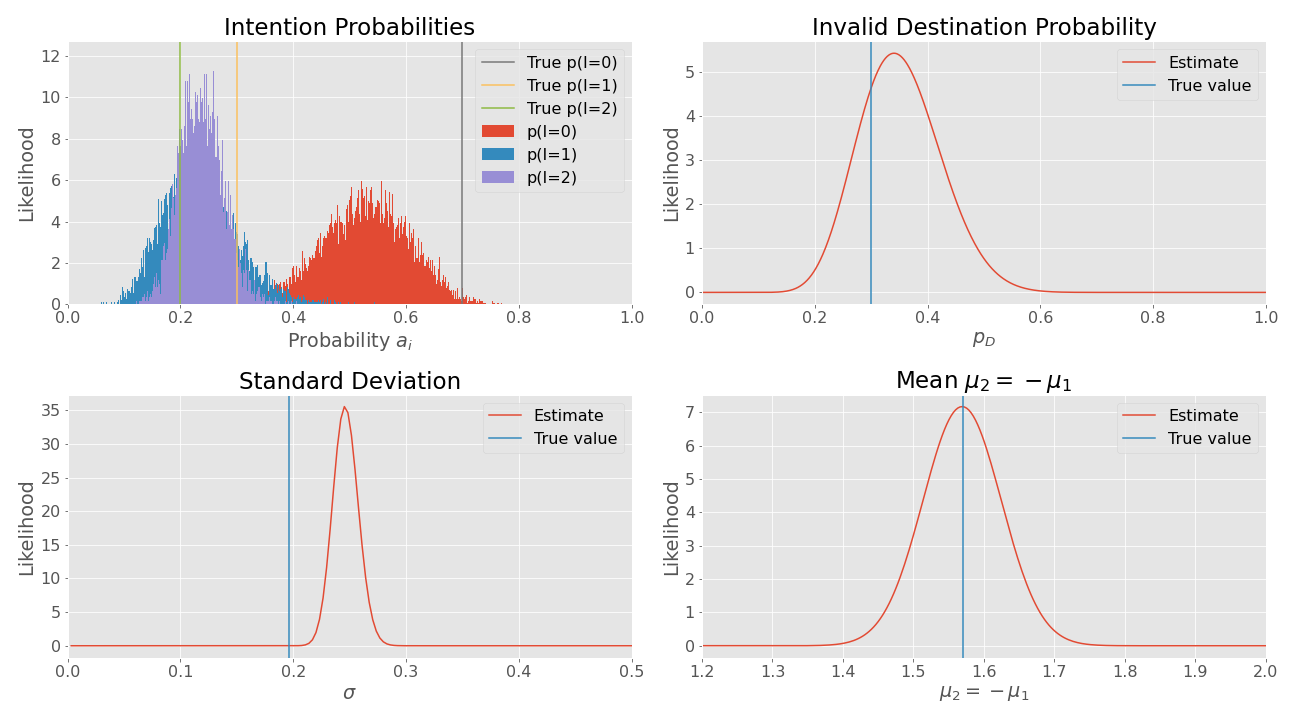 Intention Probabilities
12
10
8
6
4
2
0
Likelihood
True p(I=0)
True p(I=1)
True p(I=2)
p(I=0)
p(I=1)
p(I=2)
0.0 0.2 0.4 0.6 0.8 1.0
Probability a_i
Invalid Destination Probability
5
4
3
2
1
0
Likelihood
Estimate
True value
0.0 0.2 0.4 0.6 0.8 1.0
p_D
Standard Deviation
35
30
25
20
15
10
5
0
Likelihood
Estimate
True value
0.0 0.1 0.2 0.3 0.4 0.5
σ
Mean μ₂ = −μ₁
7
6
5
4
3
2
1
0
Likelihood
Estimate
True value
1.2 1.3 1.4 1.5 1.6 1.7 1.8 1.9 2.0
μ₂ = −μ₁